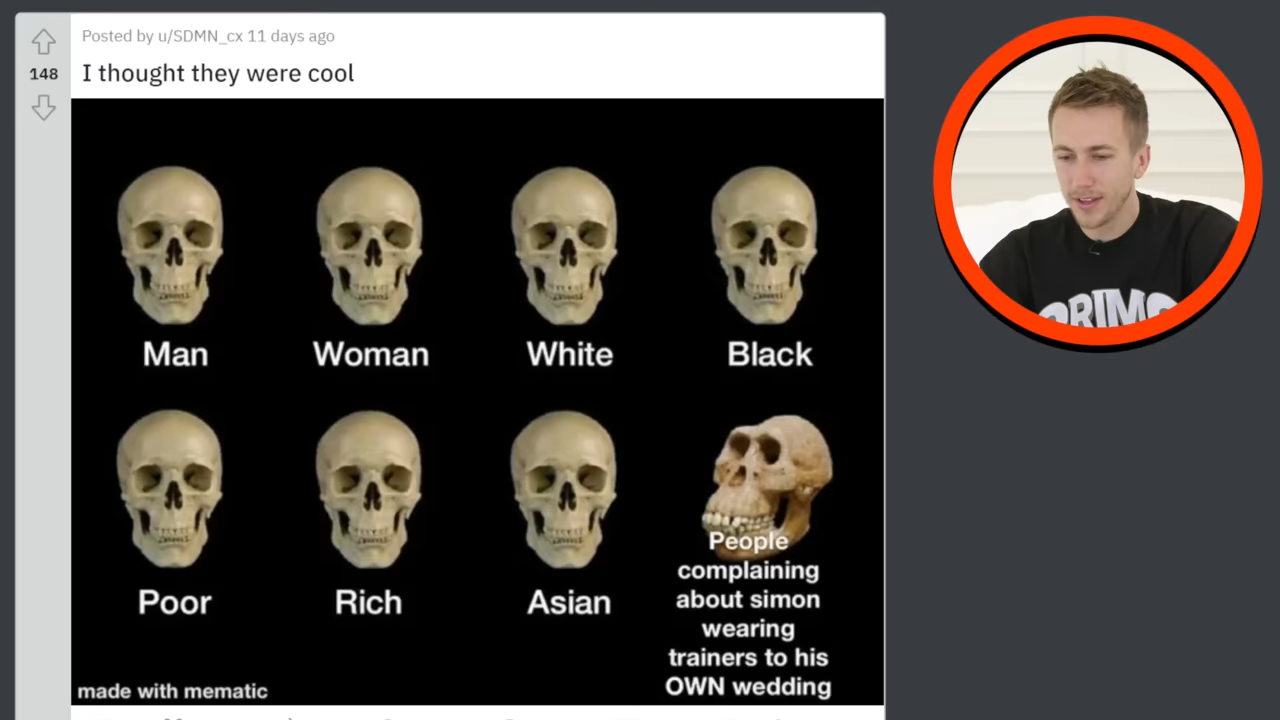 Posted by u/SDMN_cx 11 days ago
148
I thought they were cool
Man
Woman
White
Black
Poor
Rich
Asian
People
complaining
about simon
wearing
trainers to his
OWN wedding
made with mematic